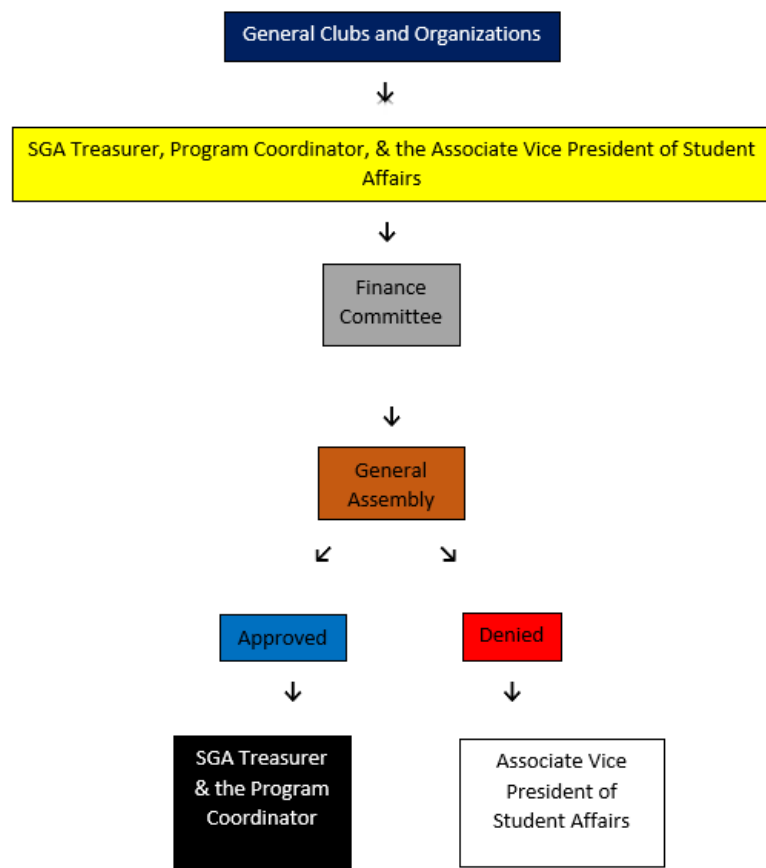 General Clubs and Organizations
SGA Treasurer, Program Coordinator, & the Associate Vice President of Student
Affairs
Finance
Committee
General
Assembly
Approved
Denied
SGA Treasurer
& the Program
Coordinator
Associate Vice
President of
Student Affairs